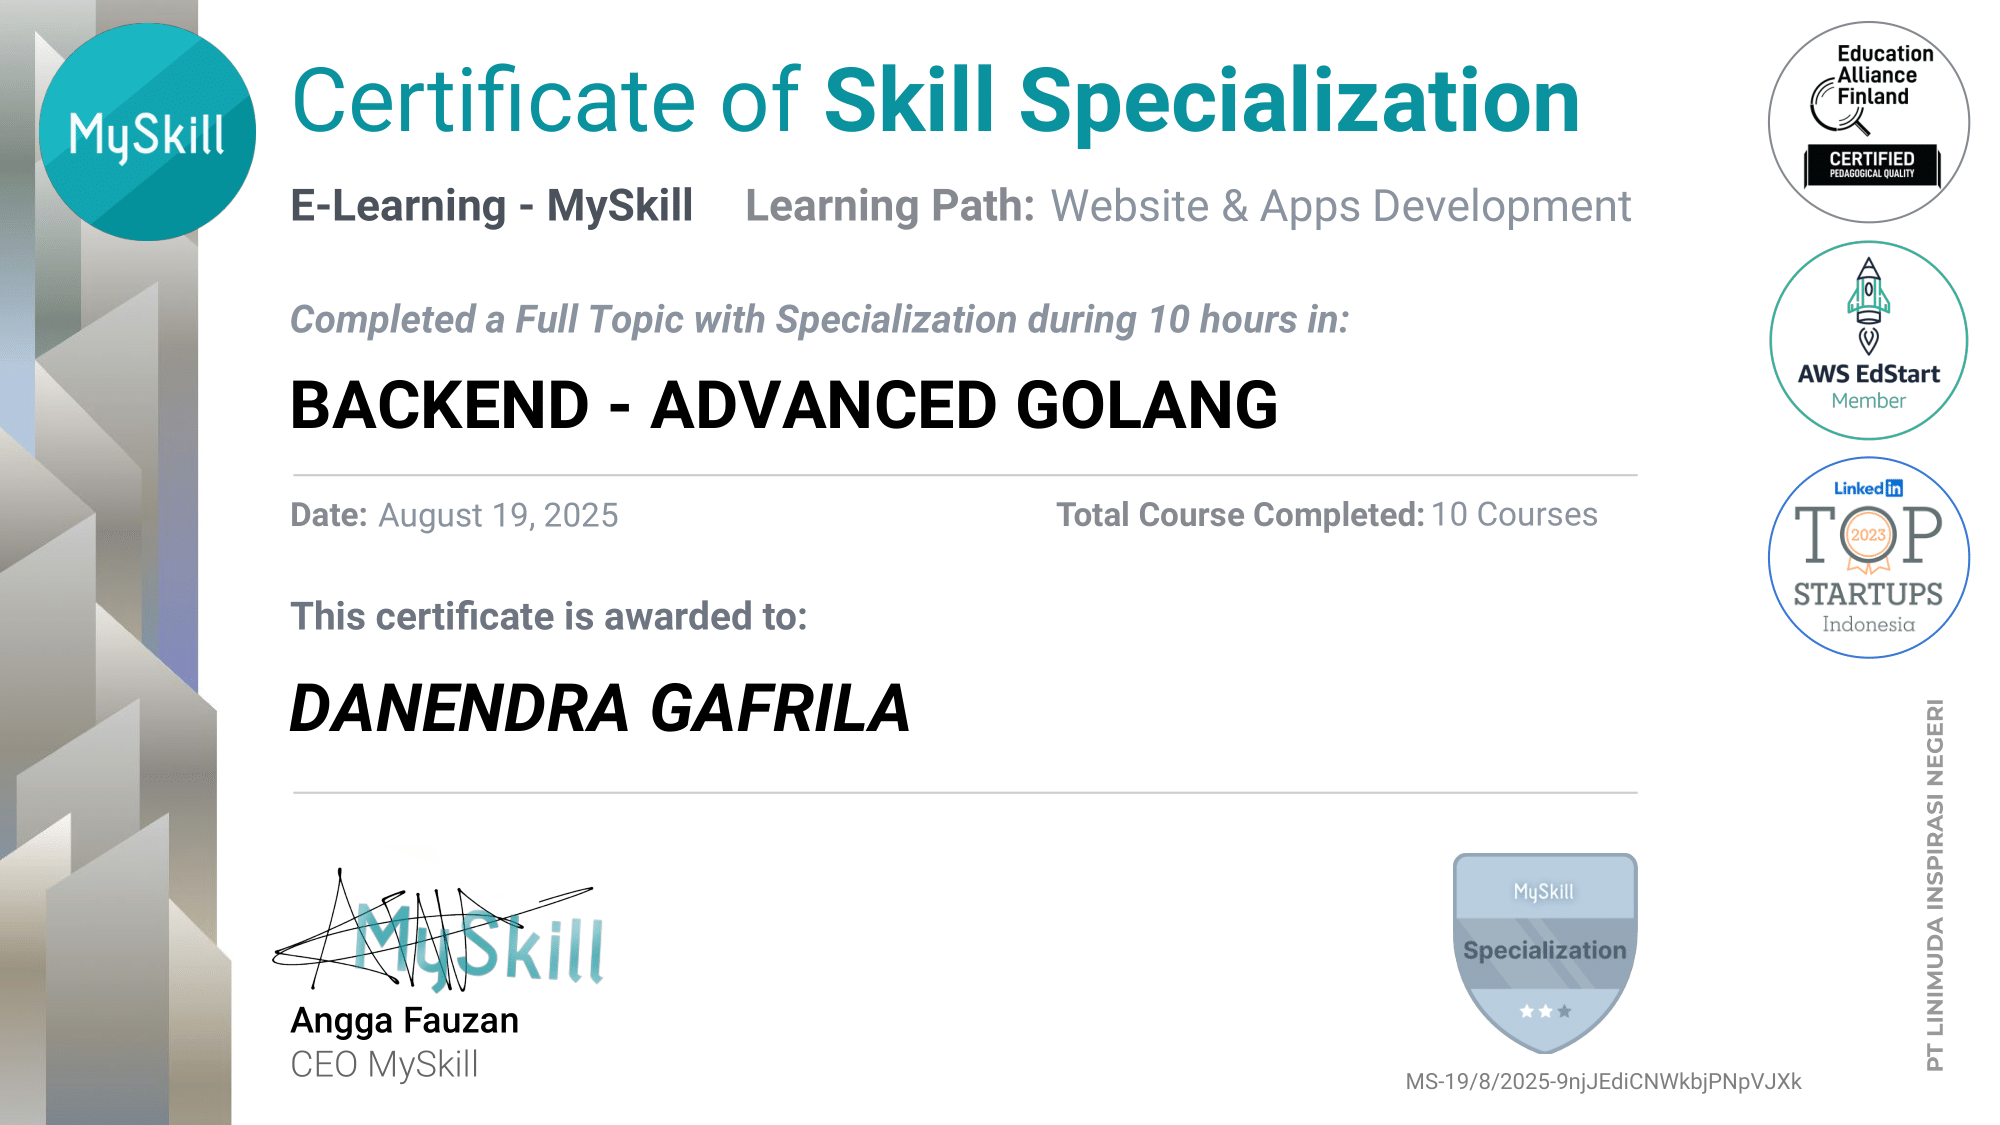 MySkill
Certificate of Skill Specialization
E-Learning - MySkill Learning Path: Website & Apps Development
Completed a Full Topic with Specialization during 10 hours in:
BACKEND - ADVANCED GOLANG
Date: August 19, 2025 Total Course Completed: 10 Courses
This certificate is awarded to:
DANENDRA GAFRILA
MySkill
Angga Fauzan
CEO MySkill
MySkill
Specialization
MS-19/8/2025-9njJEdiCNWkbjPNpVJXk
Education
Alliance
Finland
CERTIFIED
PEDAGOGICAL QUALITY
AWS EdStart
Member
Linked in
TOP
2023
STARTUPS
Indonesia
PT LINIMUDA INSPIRASI NEGERI